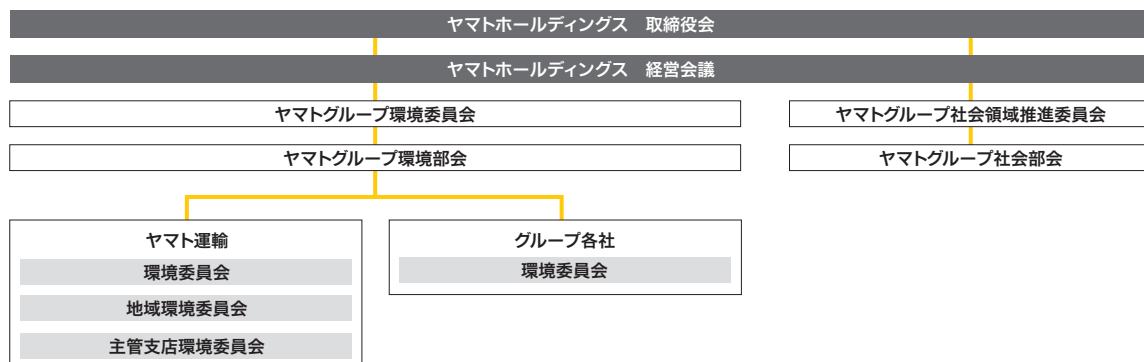 ヤマトホールディングス　取締役会
ヤマトホールディングス　経営会議
ヤマトグループ環境委員会
ヤマトグループ社会領域推進委員会
ヤマトグループ環境部会
ヤマトグループ社会部会
ヤマト運輸
環境委員会
地域環境委員会
主管支店環境委員会
グループ各社
環境委員会